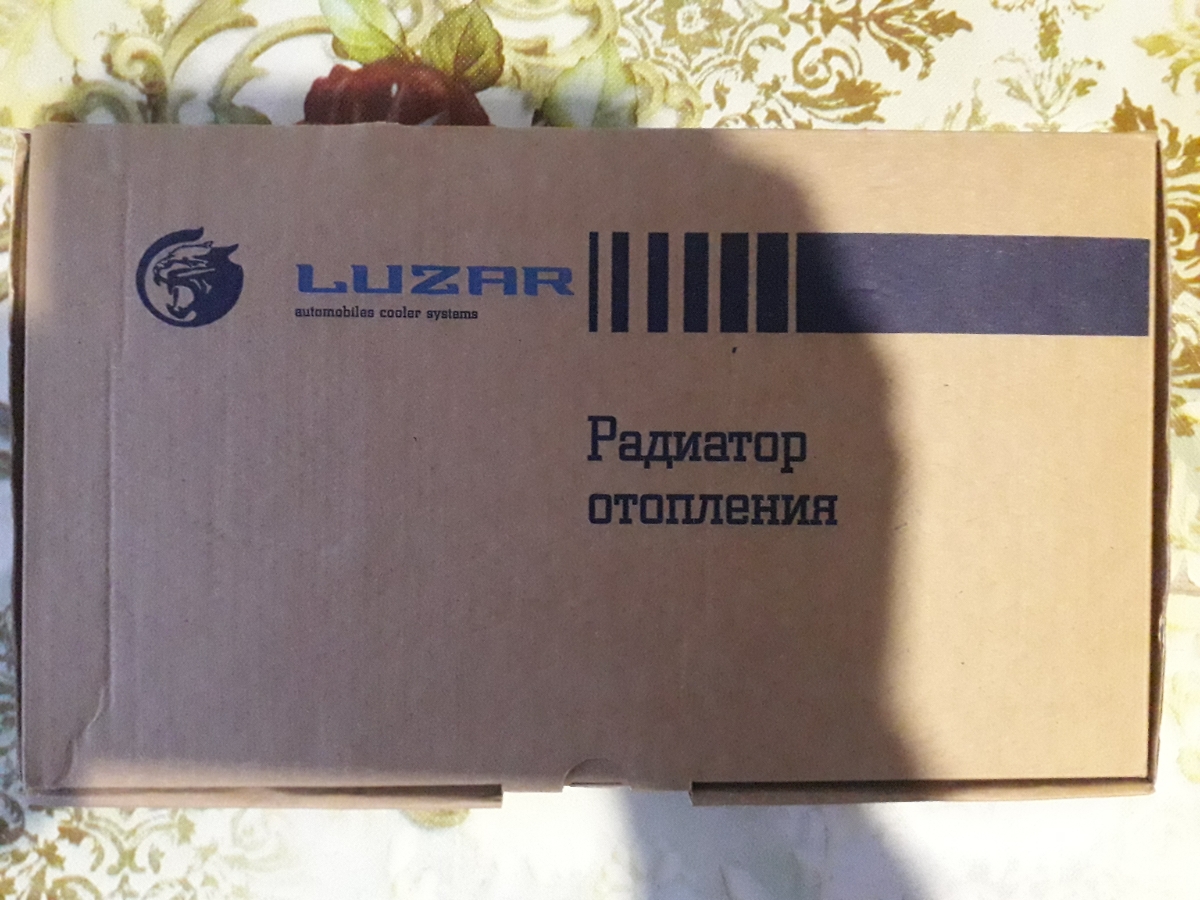 LUZAR
automobiles cooler systems
Радиатор
отопления